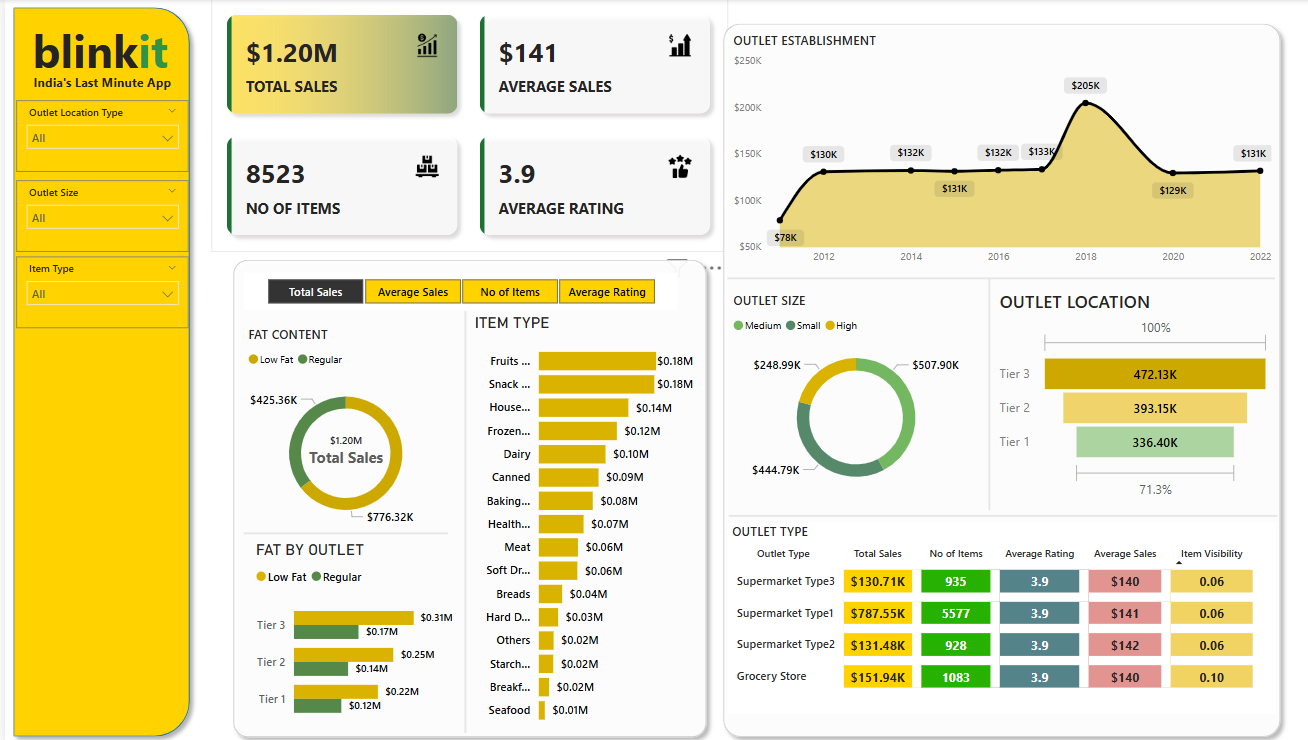 blinkit
India's Last Minute App
Outlet Location Type
All
Outlet Size
All
Item Type
All
$1.20M
TOTAL SALES
$141
AVERAGE SALES
8523
NO OF ITEMS
3.9
AVERAGE RATING
Total Sales Average Sales No of Items Average Rating
FAT CONTENT
Low Fat Regular
$425.36K
$1.20M
Total Sales
$776.32K
FAT BY OUTLET
Low Fat Regular
Tier 3 $0.31M
$0.17M
Tier 2 $0.25M
$0.14M
Tier 1 $0.22M
$0.12M
ITEM TYPE
Fruits ... $0.18M
Snack ... $0.18M
House... $0.14M
Frozen... $0.12M
Dairy $0.10M
Canned $0.09M
Baking... $0.08M
Health... $0.07M
Meat $0.06M
Soft Dr... $0.06M
Breads $0.04M
Hard D... $0.03M
Others $0.02M
Starch... $0.02M
Breakf... $0.02M
Seafood $0.01M
OUTLET ESTABLISHMENT
$250K
$200K
$150K
$100K
$50K
$78K
$130K
$132K
$131K
$132K
$133K
$205K
$129K
$131K
2012 2014 2016 2018 2020 2022
OUTLET SIZE
Medium Small High
$248.99K
$507.90K
$444.79K
OUTLET LOCATION
100%
Tier 3 472.13K
Tier 2 393.15K
Tier 1 336.40K
71.3%
OUTLET TYPE
Outlet Type Total Sales No of Items Average Rating Average Sales Item Visibility
Supermarket Type3 $130.71K 935 3.9 $140 0.06
Supermarket Type1 $787.55K 5577 3.9 $141 0.06
Supermarket Type2 $131.48K 928 3.9 $142 0.06
Grocery Store $151.94K 1083 3.9 $140 0.10